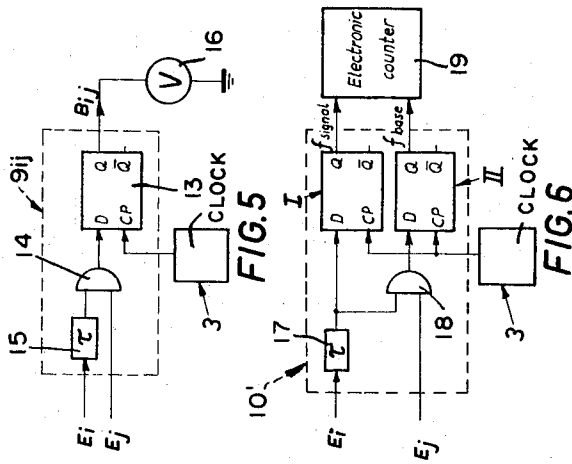 9ij
Bij
16
V
D Q
Q̄
CP
13
14
15
τ
Ei
Ej
CLOCK
3
FIG.5
10'
I
fsignal
D Q
Q̄
CP
Electronic
counter
19
fbase
D Q
Q̄
CP
II
17
τ
18
Ei
Ej
CLOCK
3
FIG.6